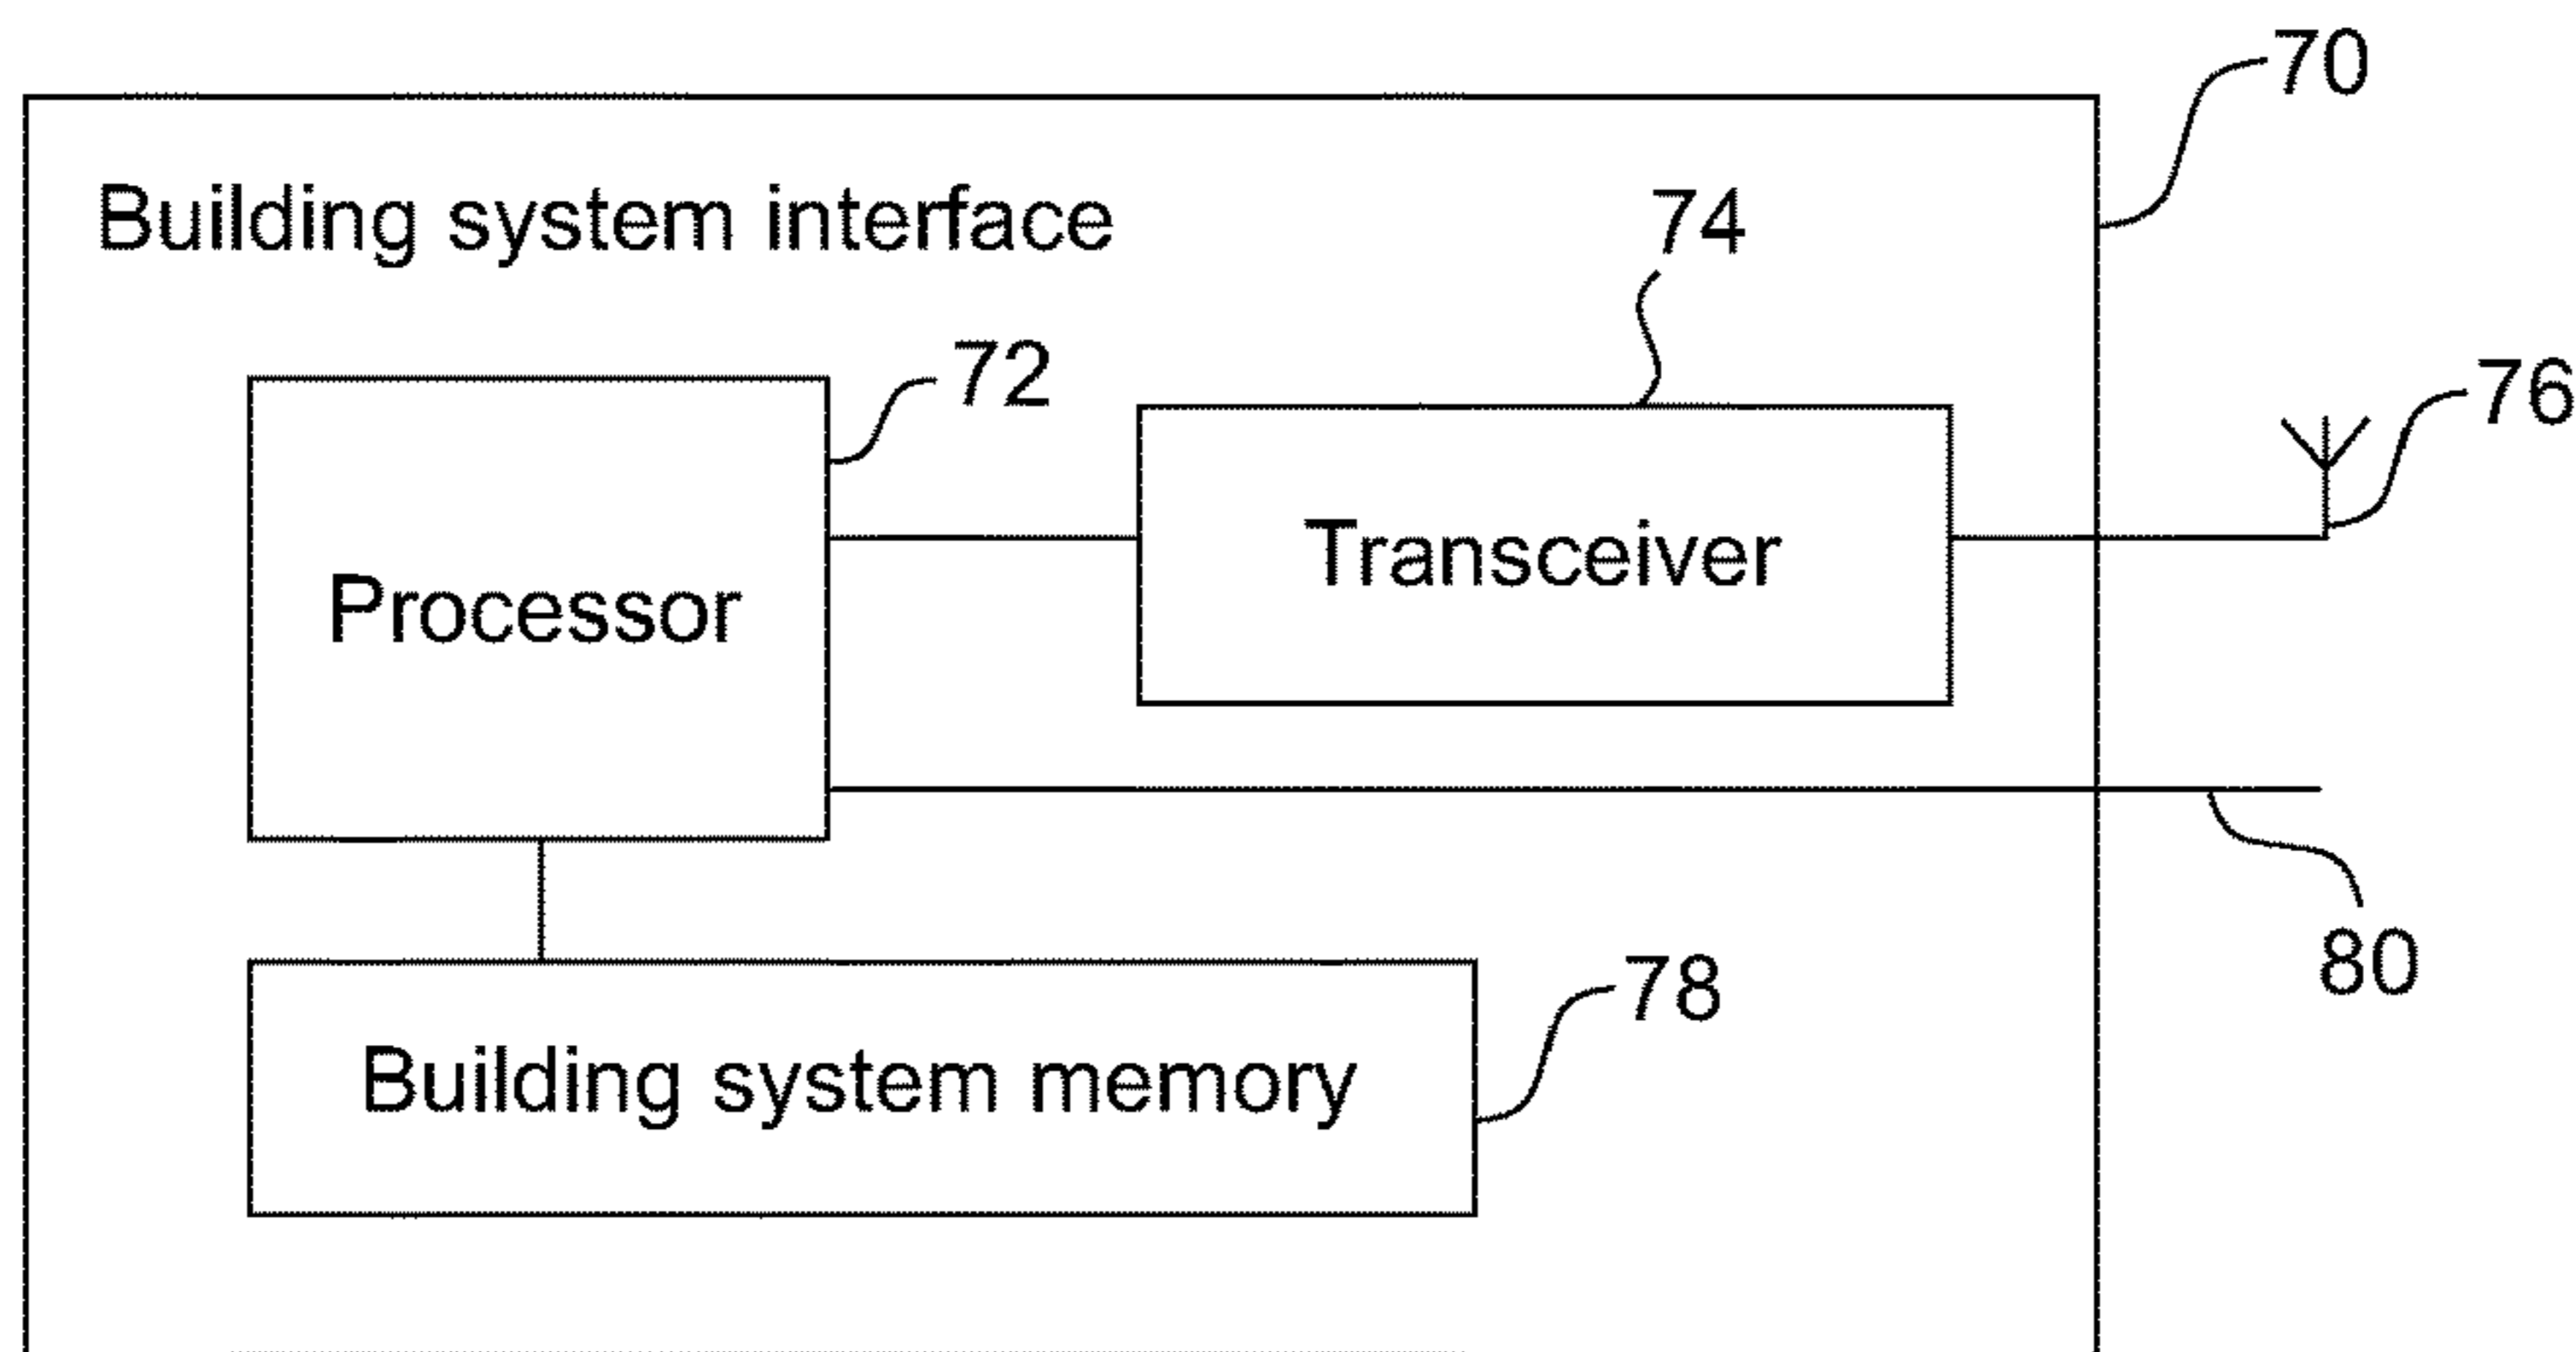 70
Building system interface
74
72
76
Transceiver
Processor
80
78
Building system memory